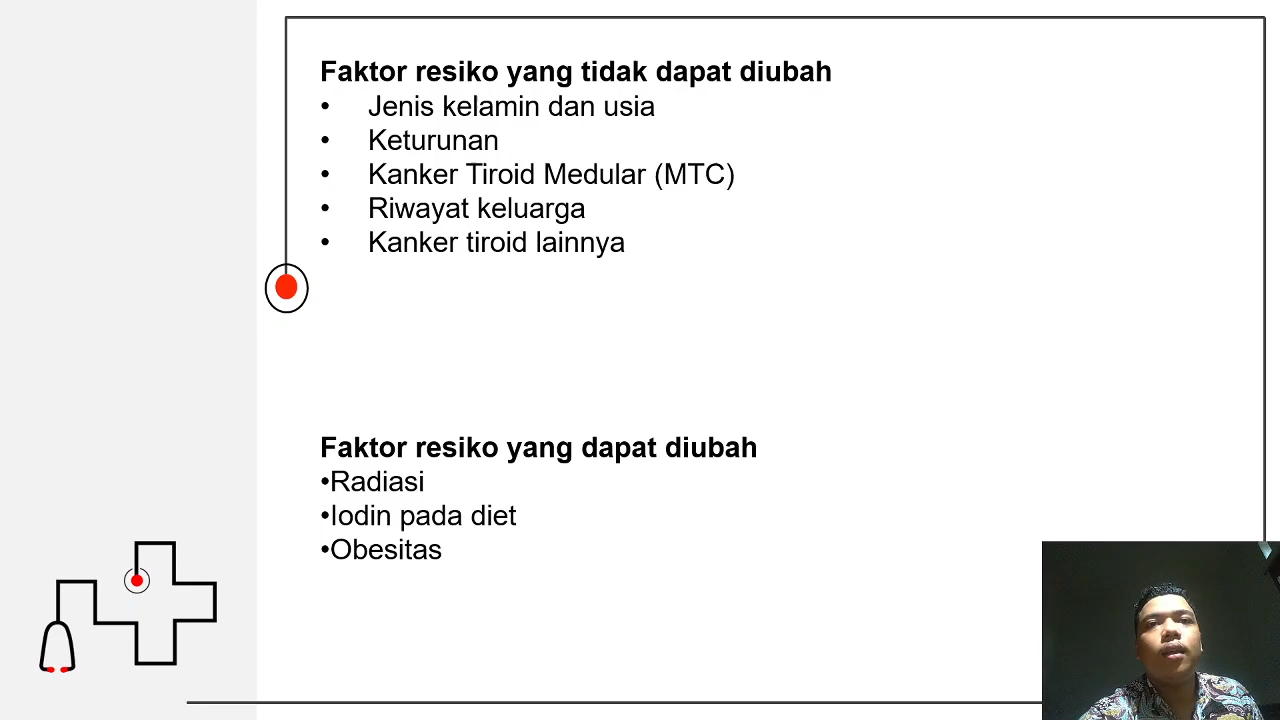 Faktor resiko yang tidak dapat diubah
• Jenis kelamin dan usia
• Keturunan
• Kanker Tiroid Medular (MTC)
• Riwayat keluarga
• Kanker tiroid lainnya
Faktor resiko yang dapat diubah
•Radiasi
•Iodin pada diet
•Obesitas